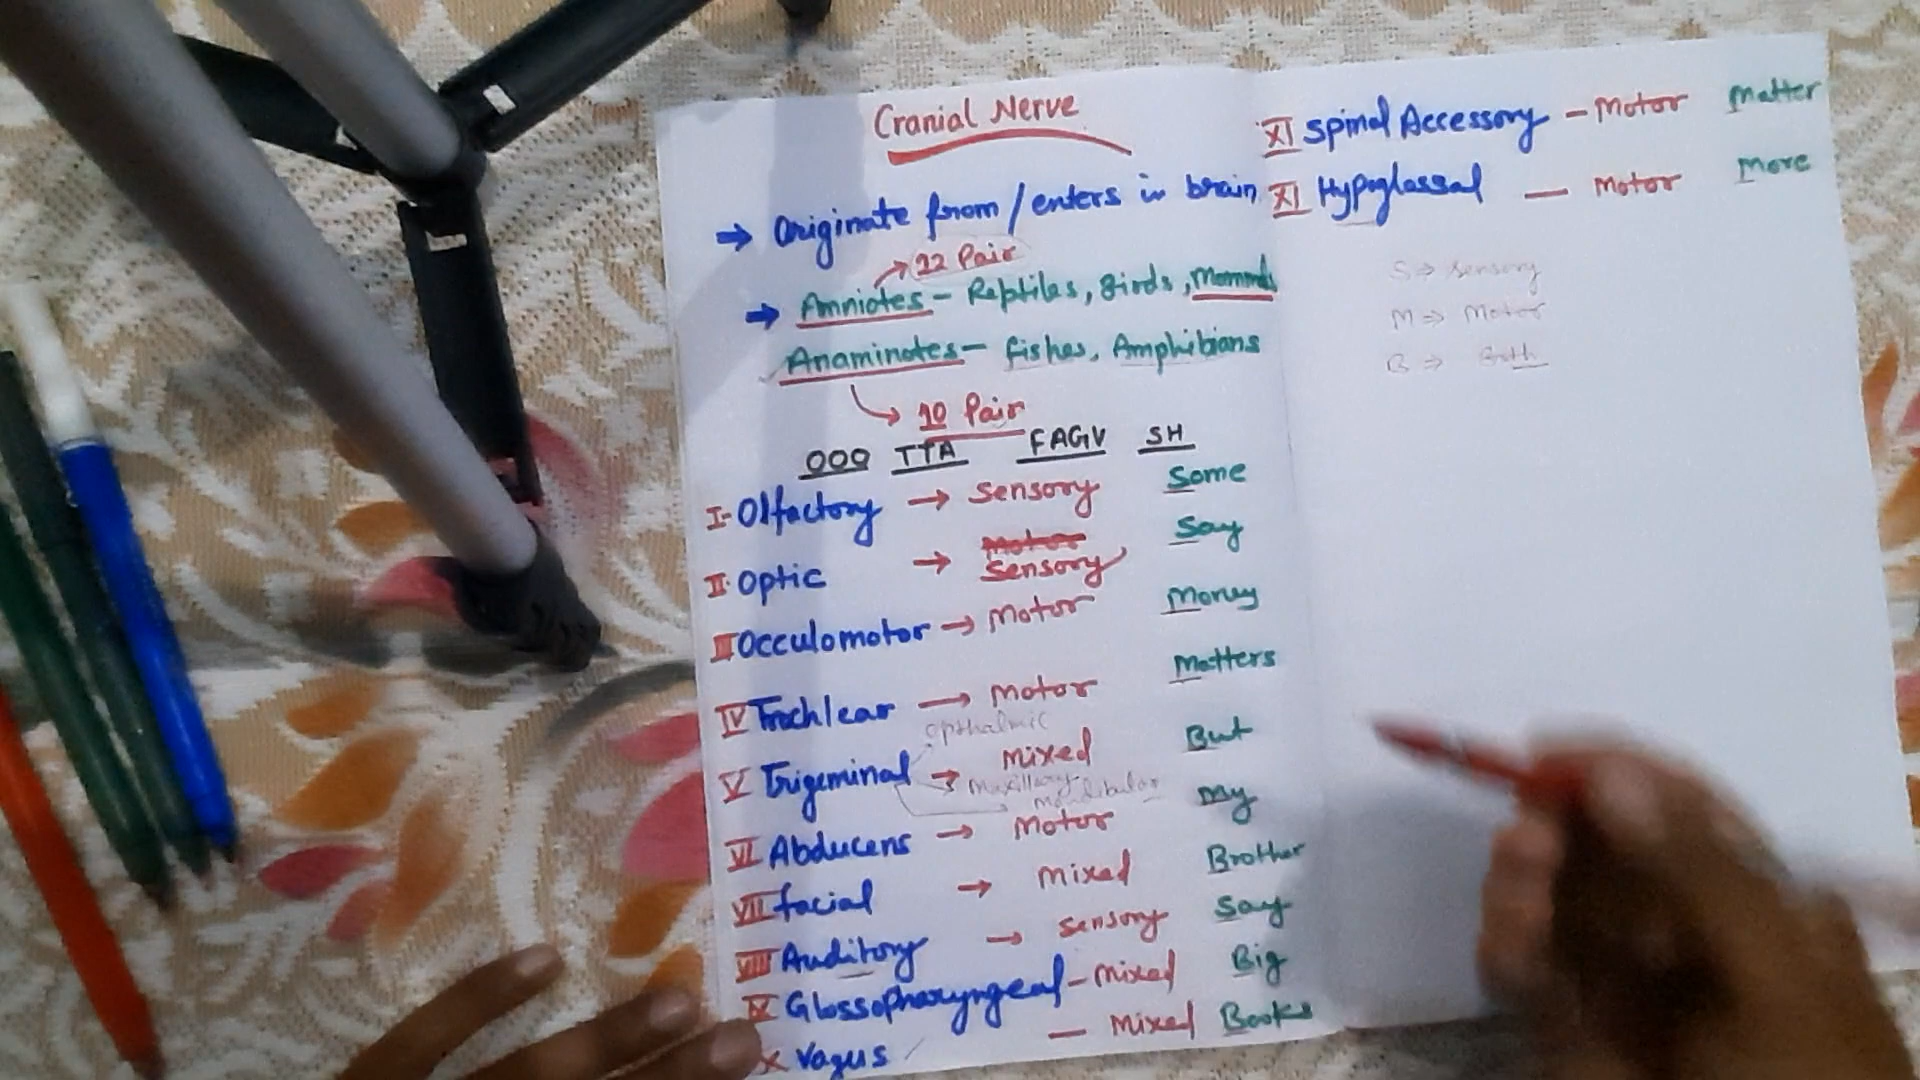 Cranial Nerve
⇒ Originate from / enters in brain
12 Pair
⇒ Amniotes - Reptiles, Birds, Mammals
Anaminotes - fishes, Amphibians
10 Pair
OOO TTA FAGV SH
I- Olfactory → Sensory Some
II- Optic → Motor Sensory Say
III Occulomotor → Motor Money
IV Trochlear → Motor Matters
opthalmic
V Trigeminal → Mixed But
Maxillary
Mandibular
VI Abducens → Motor My
VII facial → Mixed Brother
VIII Auditory → Sensory Say
IX Glossopharyngeal - Mixed Big
X Vagus - Mixed Books
XI Spinal Accessory - Motor Matter
XI Hypoglossal - Motor More
S ⇒ Sensory
M ⇒ Motor
B ⇒ Both